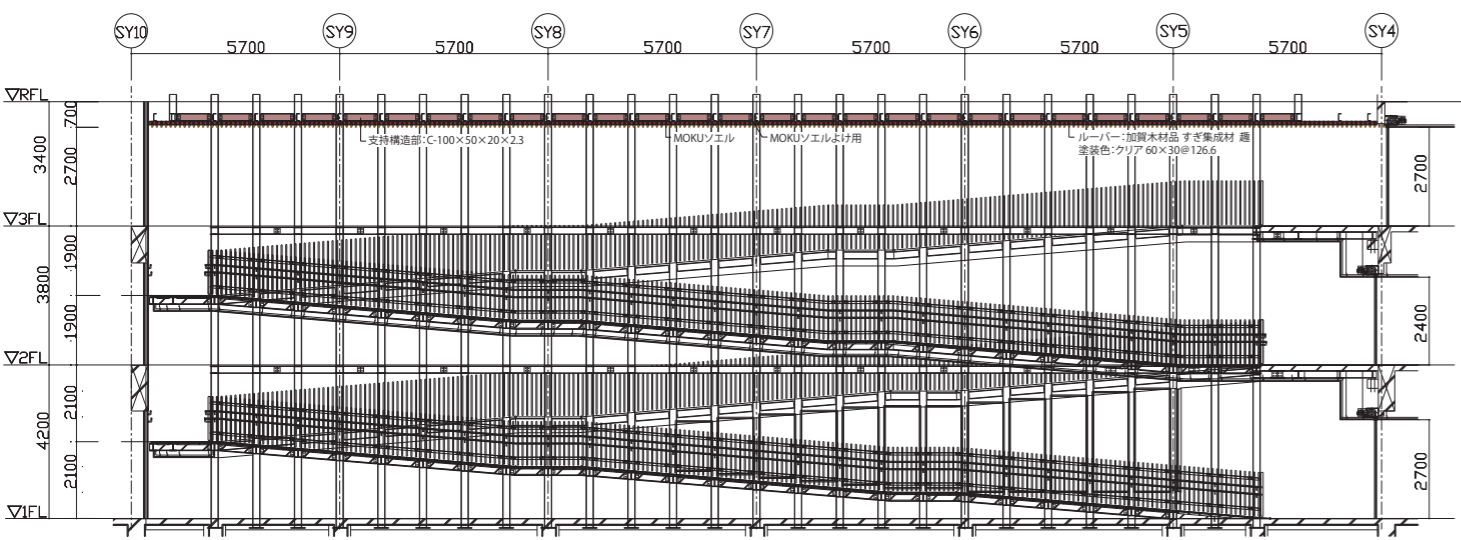 SY10 SY9 SY8 SY7 SY6 SY5 SY4
5700 5700 5700 5700 5700 5700
▽RFL
700
3400
2700
支持構造部:C-100×50×20×2.3
MOKUソエル
MOKUソエルよけ用
ルーバー:加賀木材品 すぎ集成材 趣
塗装色:クリア 60×30@126.6
2700
▽3FL
1900
3800
1900
2400
▽2FL
2100
4200
2100
2700
▽1FL